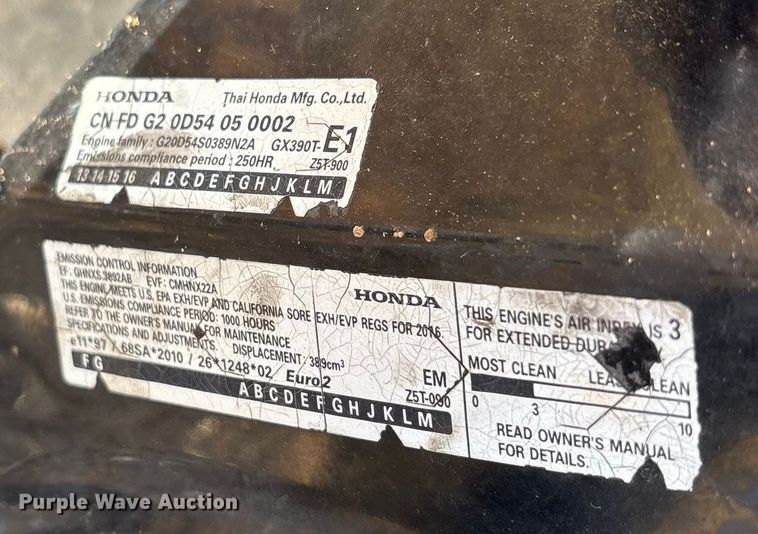 HONDA Thai Honda Mfg. Co.,Ltd.
CN FD G2 0D54 05 0002
Engine family : G20D54S0389N2A GX390T- E1
Emissions compliance period : 250HR Z5T-900
13 14 15 16 A B C D E F G H J K L M
EMISSION CONTROL INFORMATION
EF: GHNXS.3892AB EVF: CMHNX22A
THIS ENGINE MEETS U.S. EPA EXH/EVP AND CALIFORNIA SORE EXH/EVP REGS FOR 2016
U.S. EMISSIONS COMPLIANCE PERIOD: 1000 HOURS
REFER TO THE OWNER'S MANUAL FOR MAINTENANCE
SPECIFICATIONS AND ADJUSTMENTS. DISPLACEMENT: 389cm³
e11*97 / 68SA*2010 / 26*1248*02 Euro2
HONDA
EM
Z5T-090
F G A B C D E F G H J K L M
THIS ENGINE'S AIR IS 3
FOR EXTENDED
MOST CLEAN
0 3 10
READ OWNER'S MANUAL
FOR DETAILS.
Purple Wave Auction